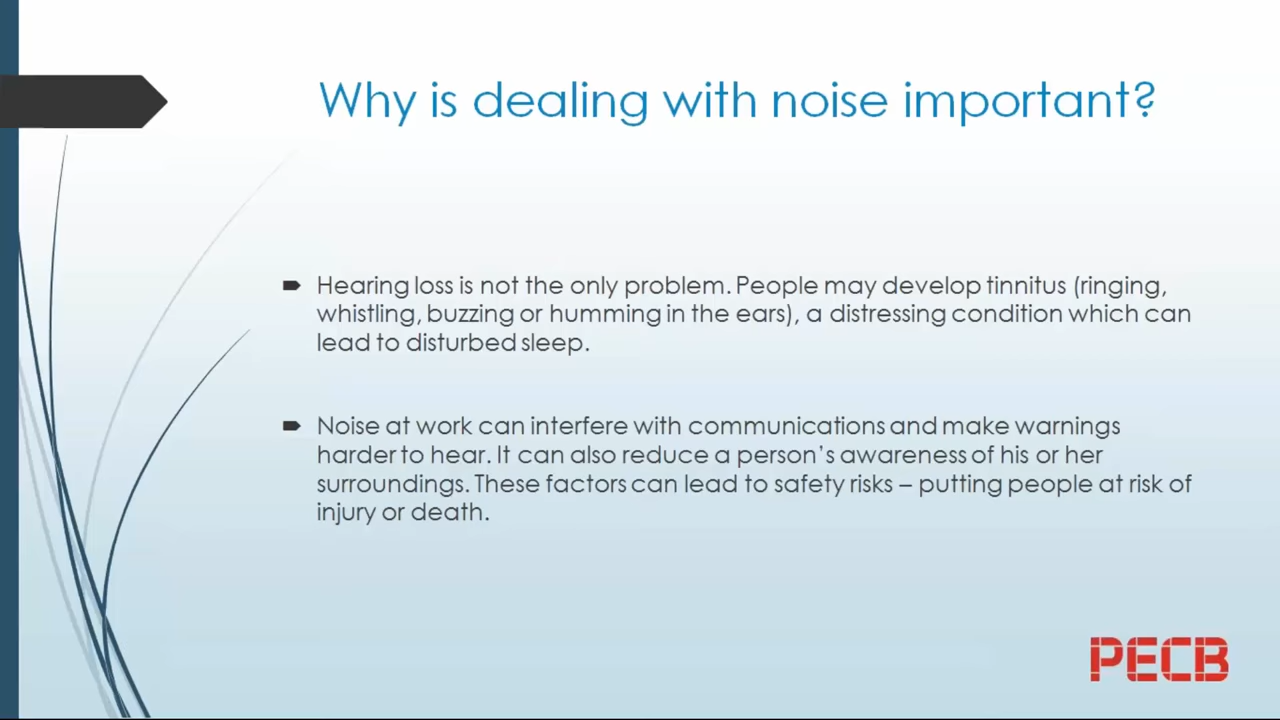 Why is dealing with noise important?
Hearing loss is not the only problem. People may develop tinnitus (ringing,
whistling, buzzing or humming in the ears), a distressing condition which can
lead to disturbed sleep.
Noise at work can interfere with communications and make warnings
harder to hear. It can also reduce a person’s awareness of his or her
surroundings. These factors can lead to safety risks – putting people at risk of
injury or death.
PECB